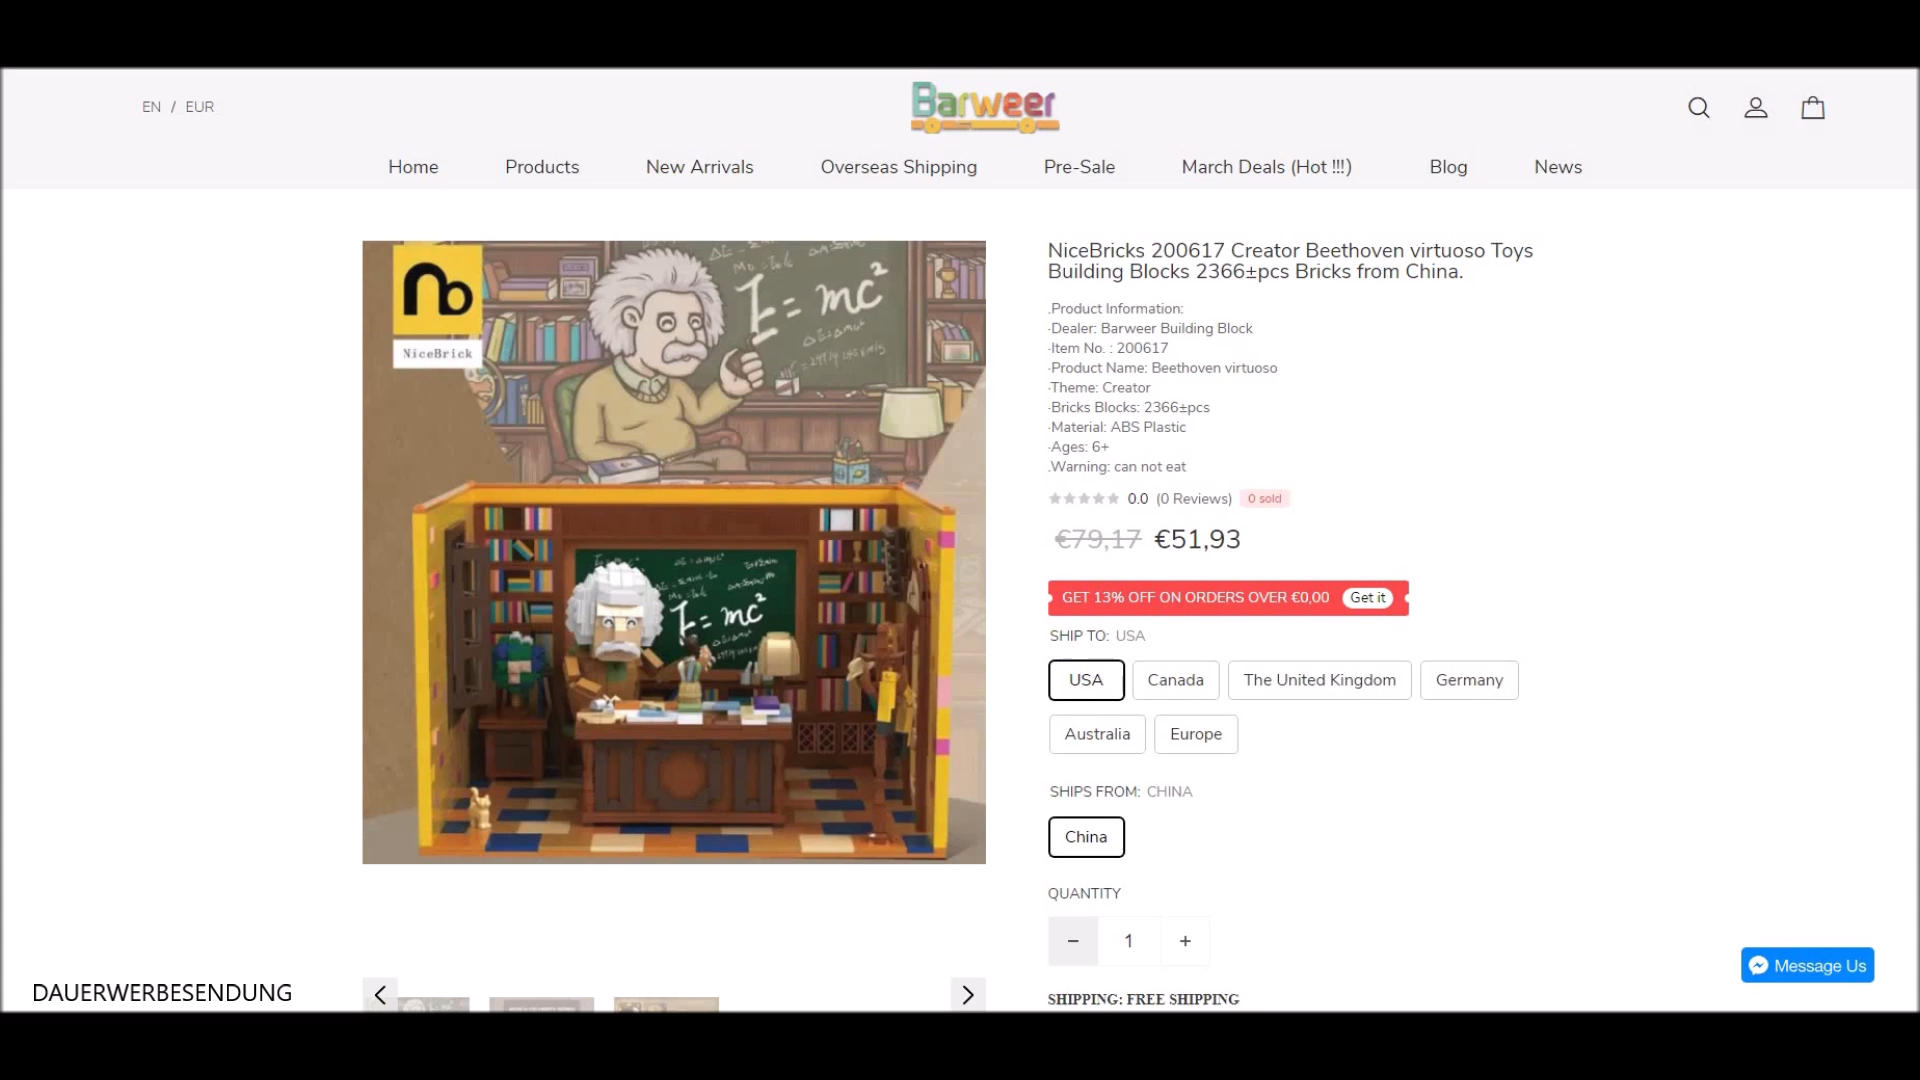 EN / EUR
Barweer
Home Products New Arrivals Overseas Shipping Pre-Sale March Deals (Hot !!!) Blog News
NiceBrick
E = mc²
E = mc²
NiceBricks 200617 Creator Beethoven virtuoso Toys
Building Blocks 2366±pcs Bricks from China.
.Product Information:
·Dealer: Barweer Building Block
·Item No. : 200617
·Product Name: Beethoven virtuoso
·Theme: Creator
·Bricks Blocks: 2366±pcs
·Material: ABS Plastic
·Ages: 6+
.Warning: can not eat
0.0 (0 Reviews) 0 sold
€79,17 €51,93
GET 13% OFF ON ORDERS OVER €0,00 Get it
SHIP TO: USA
USA Canada The United Kingdom Germany
Australia Europe
SHIPS FROM: CHINA
China
QUANTITY
− 1 +
SHIPPING: FREE SHIPPING
Message Us
DAUERWERBESENDUNG